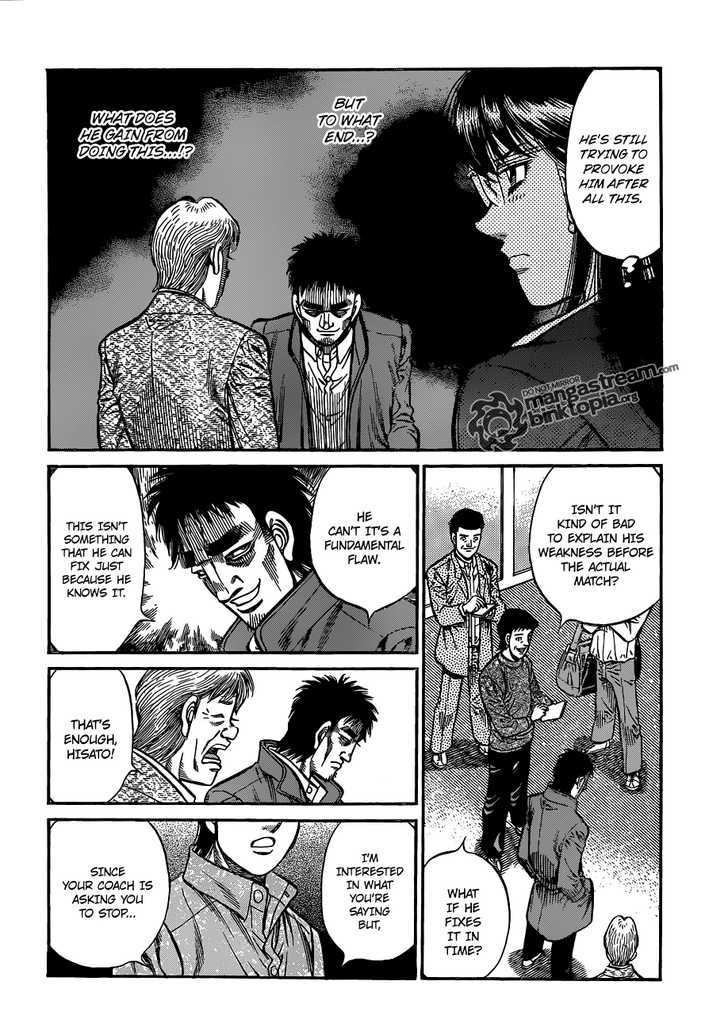 HE'S STILL
TRYING TO
PROVOKE
HIM AFTER
ALL THIS.
BUT
TO WHAT
END...?
WHAT DOES
HE GAIN FROM
DOING THIS...!?
DO NOT MIRROR
mangastream.com
binktopia.org
ISN'T IT
KIND OF BAD
TO EXPLAIN HIS
WEAKNESS BEFORE
THE ACTUAL
MATCH?
WHAT
IF HE
FIXES
IT IN
TIME?
HE
CAN'T IT'S A
FUNDAMENTAL
FLAW.
THIS ISN'T
SOMETHING
THAT HE CAN
FIX JUST
BECAUSE HE
KNOWS IT.
THAT'S
ENOUGH,
HISATO!
I'M
INTERESTED
IN WHAT
YOU'RE
SAYING
BUT,
SINCE
YOUR COACH IS
ASKING YOU
TO STOP...